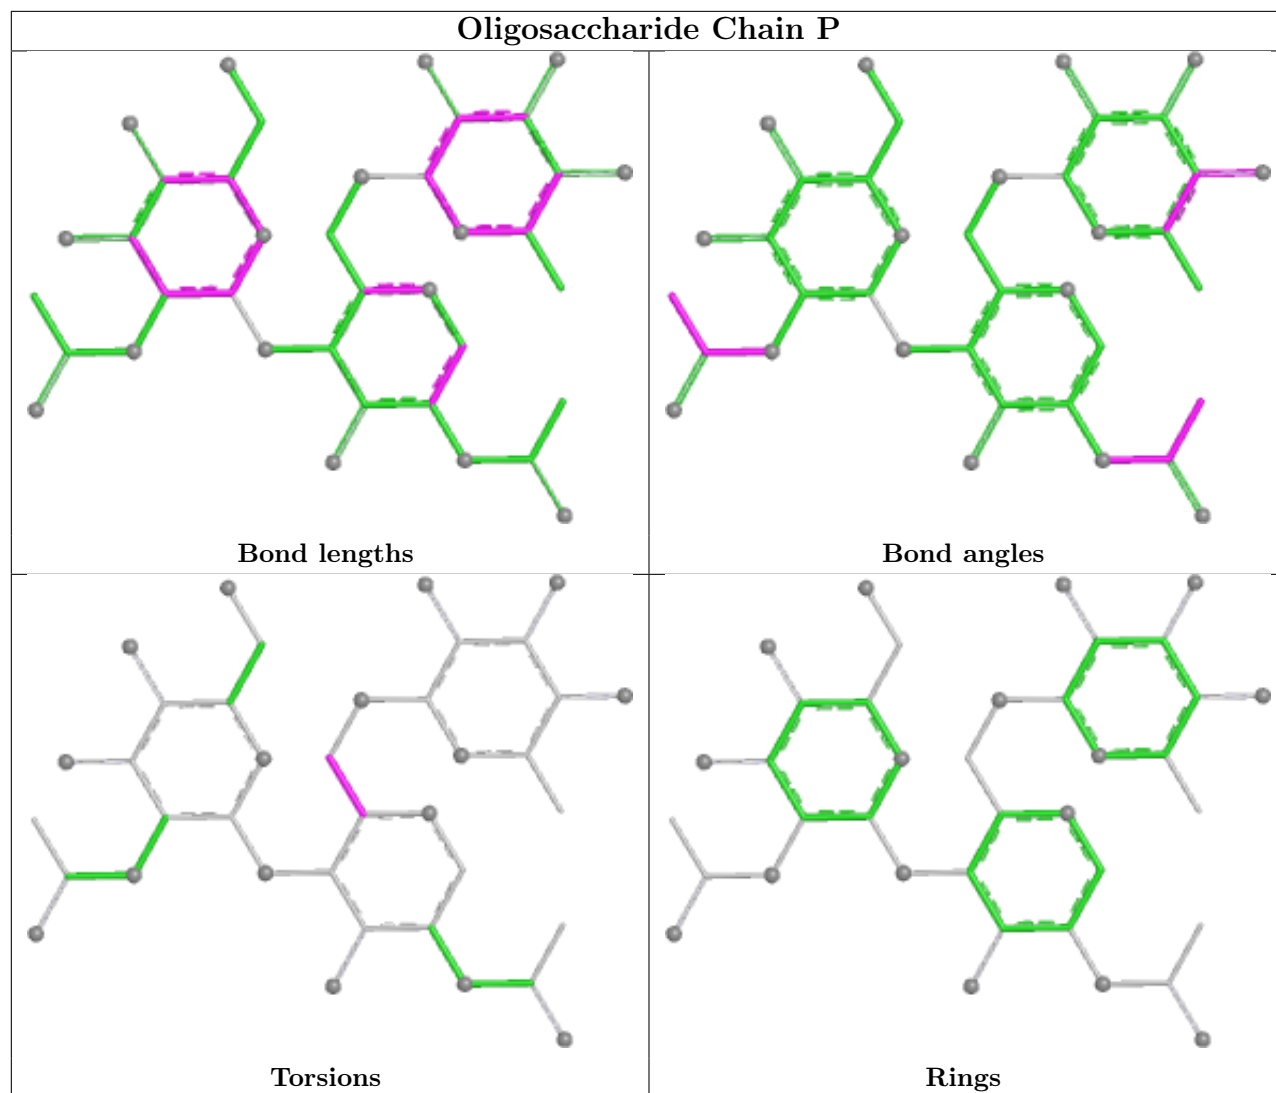 Oligosaccharide Chain P
Bond lengths
Bond angles
Torsions
Rings